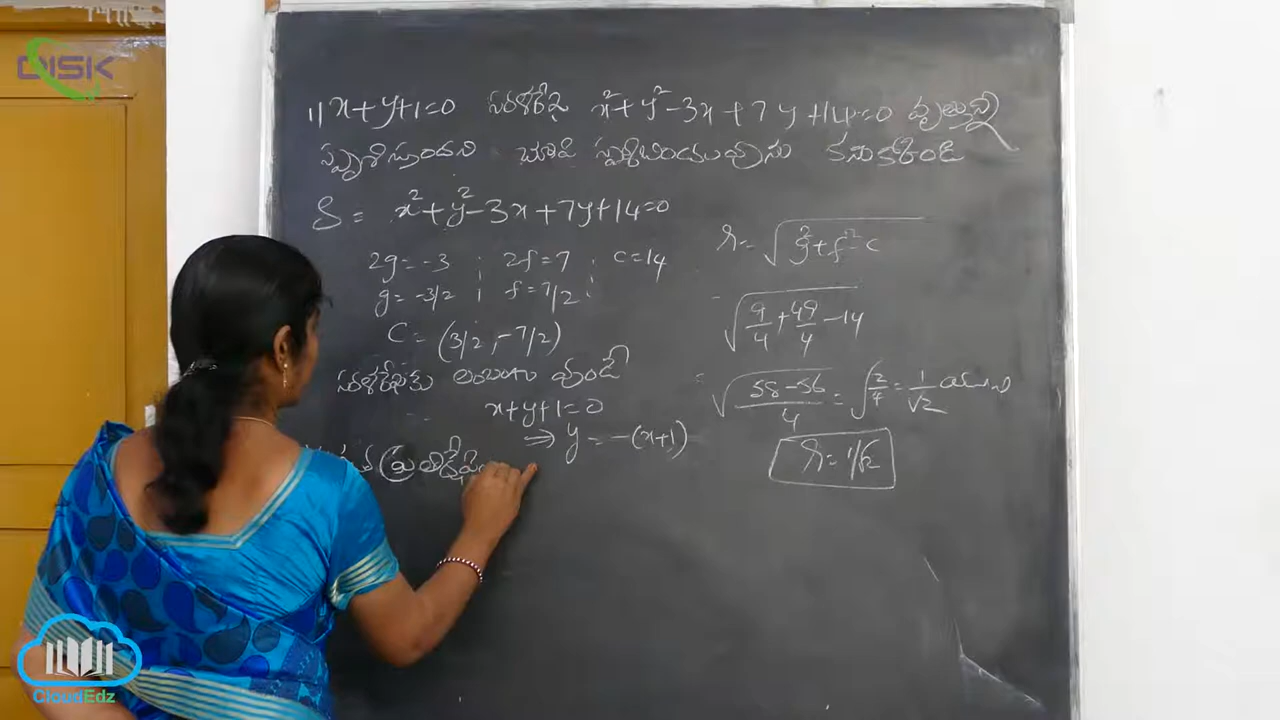 DISK
11 x+y+1=0 సరళరేఖ x²+y²-3x+7y+14=0 వృత్తాన్ని
స్పృశిస్తుందని చూపి స్పర్శబిందువును కనుక్కోండి
S = x²+y²-3x+7y+14=0
2g=-3 ; 2f=7 ; c=14
g=-3/2 ; f=7/2 ;
C = (3/2, -7/2)
సరళరేఖకు లంబంగా వుండే
x+y+1=0
⇒ y = -(x+1)
r = √g²+f²-c
= √9/4+49/4-14
= √58-56/4 = √2/4 = 1/√2
r = 1/√2
CloudEdz